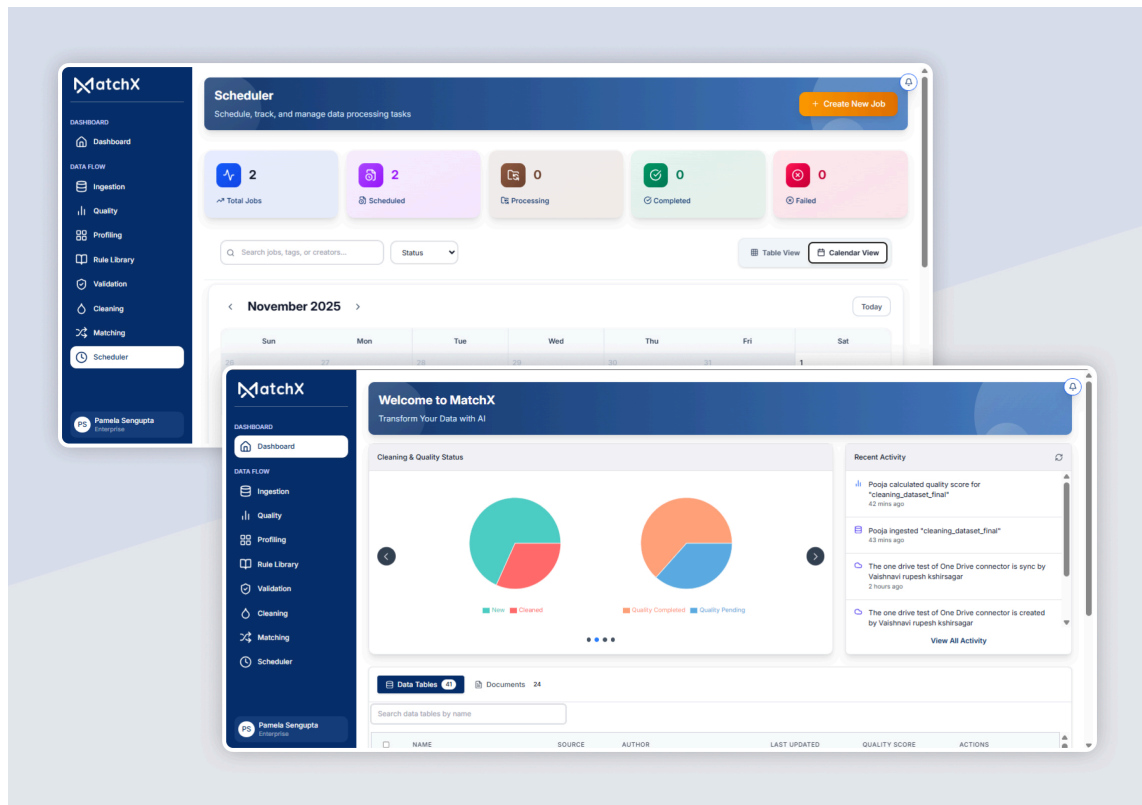 MatchX
DASHBOARD
Dashboard
DATA FLOW
Ingestion
Quality
Profiling
Rule Library
Validation
Cleaning
Matching
Scheduler
PS
Pamela Sengupta
Enterprise
Scheduler
Schedule, track, and manage data processing tasks
+ Create New Job
2
Total Jobs
2
Scheduled
0
Processing
0
Completed
0
Failed
Search jobs, tags, or creators...
Status
Table View
Calendar View
November 2025
Today
Sun Mon Tue Wed Thu Fri Sat
26 27 28 29 30 31 1
MatchX
DASHBOARD
Dashboard
DATA FLOW
Ingestion
Quality
Profiling
Rule Library
Validation
Cleaning
Matching
Scheduler
PS
Pamela Sengupta
Enterprise
Welcome to MatchX
Transform Your Data with AI
Cleaning & Quality Status
New Cleaned
Quality Completed Quality Pending
Recent Activity
Pooja calculated quality score for
"cleaning_dataset_final"
42 mins ago
Pooja ingested "cleaning_dataset_final"
43 mins ago
The one drive test of One Drive connector is sync by
Vaishnavi rupesh kshirsagar
2 hours ago
The one drive test of One Drive connector is created
by Vaishnavi rupesh kshirsagar
View All Activity
Data Tables 41
Documents 24
Search data tables by name
NAME SOURCE AUTHOR LAST UPDATED QUALITY SCORE ACTIONS